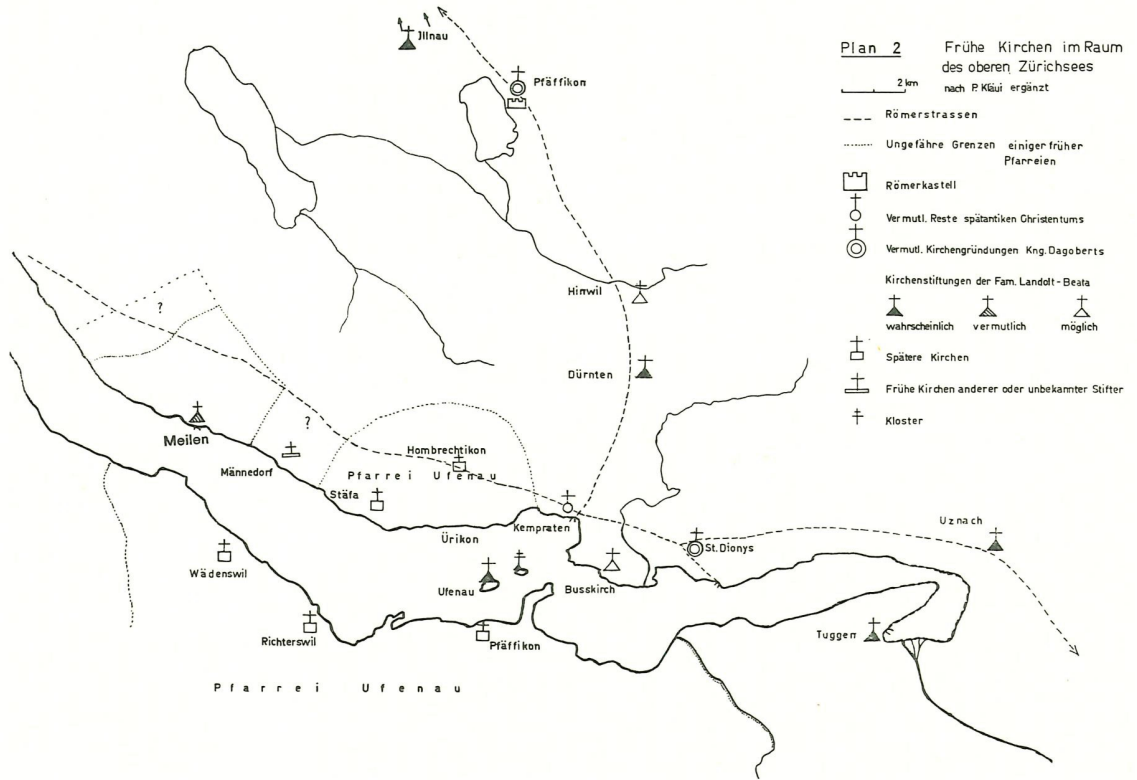 Jllnau
Pfäffikon
Plan 2 Frühe Kirchen im Raum
des oberen Zürichsees
2 km nach P. Kläui ergänzt
Römerstrassen
Ungefähre Grenzen einiger früher
Pfarreien
Römerkastell
Vermutl. Reste spätantiken Christentums
Vermutl. Kirchengründungen Kng. Dagoberts
Kirchenstiftungen der Fam. Landolt-Beata
wahrscheinlich vermutlich möglich
Spätere Kirchen
Frühe Kirchen anderer oder unbekannter Stifter
Kloster
Hinwil
?
Dürnten
Meilen
?
Männedorf
Hombrechtikon
Pfarrei Ufenau
Stäfa
Kempraten
Ürikon
St. Dionys
Uznach
Wädenswil
Ufenau
Busskirch
Richterswil
Pfäffikon
Tuggen
Pfarrei Ufenau